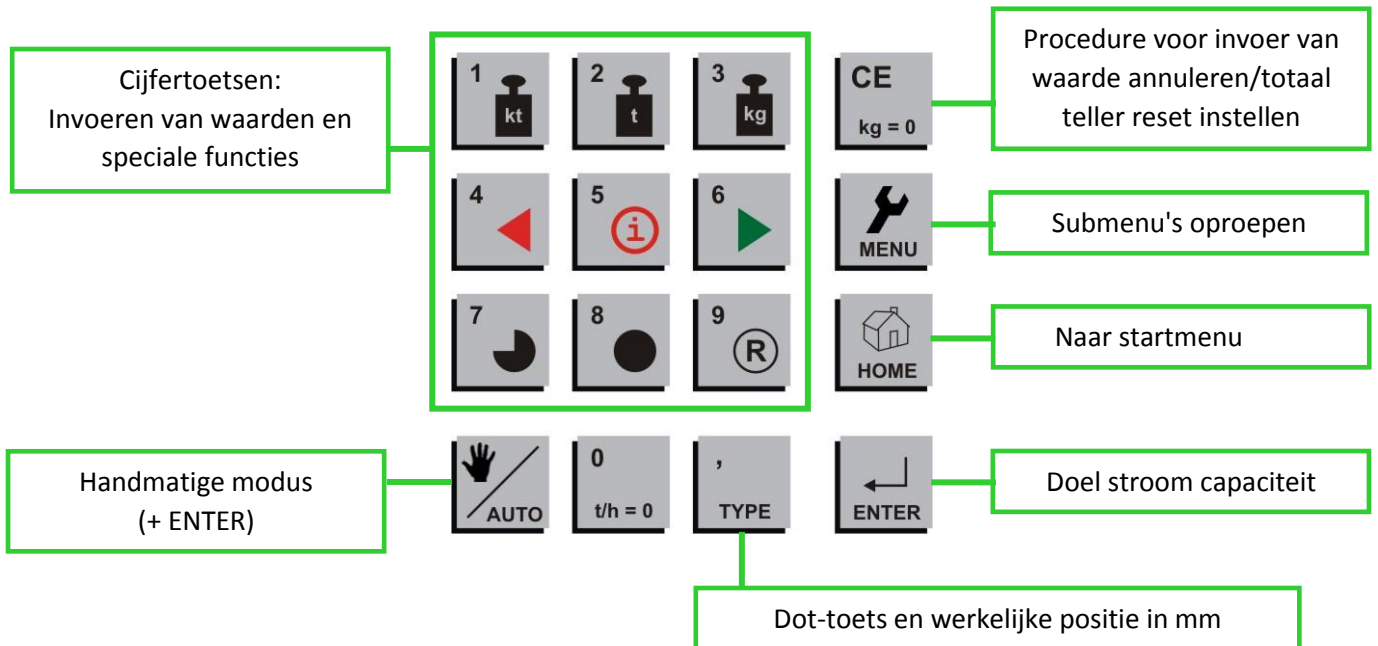 Cijfertoetsen:
Invoeren van waarden en
speciale functies
1
kt
2
t
3
kg
CE
kg = 0
Procedure voor invoer van
waarde annuleren/totaal
teller reset instellen
4
5
i
6
MENU
Submenu's oproepen
7
8
9
R
HOME
Naar startmenu
Handmatige modus
(+ ENTER)
AUTO
0
t/h = 0
,
TYPE
ENTER
Doel stroom capaciteit
Dot-toets en werkelijke positie in mm